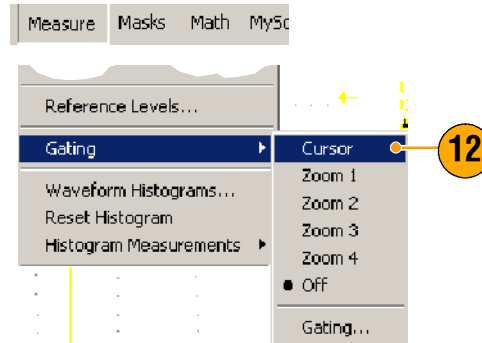 Measure Masks Math MySc
Reference Levels...
Gating
Cursor
12
Zoom 1
Waveform Histograms...
Zoom 2
Reset Histogram
Zoom 3
Histogram Measurements
Zoom 4
Off
Gating...